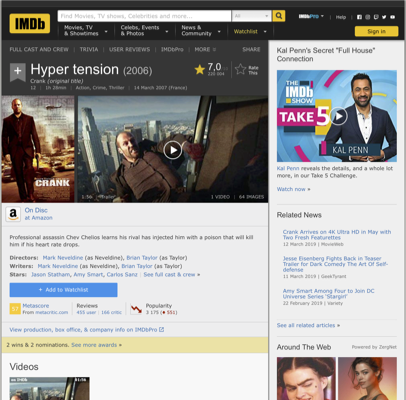 IMDb
Find Movies, TV shows, Celebrities and more...
All
IMDbPro
Help
Movies, TV & Showtimes
Celebs, Events & Photos
News & Community
Watchlist
Sign in
FULL CAST AND CREW | TRIVIA | USER REVIEWS | IMDbPro | MORE
SHARE
Hyper tension (2006)
Crank (original title)
12 | 1h 28min | Action, Crime, Thriller | 14 March 2007 (France)
7,0
Rate This
CRANK
1 VIDEO | 64 IMAGES
On Disc
at Amazon
Professional assassin Chev Chelios learns his rival has injected him with a poison that will kill him if his heart rate drops.
Directors: Mark Neveldine (as Neveldine), Brian Taylor (as Taylor)
Writers: Mark Neveldine (as Neveldine), Brian Taylor (as Taylor)
Stars: Jason Statham, Amy Smart, Carlos Sanz | See full cast & crew »
+ Add to Watchlist
Metascore
From metacritic.com
Reviews
455 user | 166 critic
Popularity
3 175 ( 551)
View production, box office, & company info on IMDbPro
2 wins & 2 nominations. See more awards »
Videos
Kal Penn's Secret "Full House" Connection
THE IMDb SHOW
TAKE 5
KAL PENN
Kal Penn reveals the details, and a whole lot more, in our Take 5 Challenge.
Watch now »
Related News
Crank Arrives on 4K Ultra HD in May with Two Fresh Featurettes
12 March 2019 | MovieWeb
Jesse Eisenberg Fights Back in Teaser Trailer for Dark Comedy The Art Of Self-defense
11 March 2019 | GeekTyrant
Amy Smart Among Four to Join DC Universe Series 'Stargirl'
22 February 2019 | Variety
See all related articles »
Around The Web | Powered by ZergNet